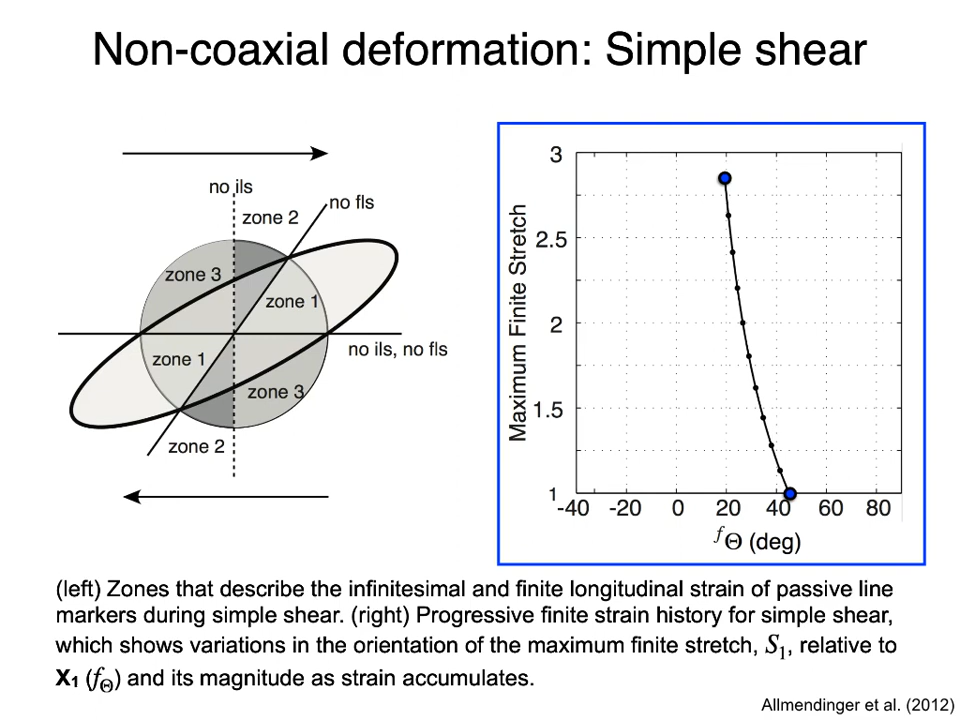 Non-coaxial deformation: Simple shear
no ils
zone 2
no fls
zone 3
zone 1
no ils, no fls
zone 1
zone 3
zone 2
3
2.5
2
1.5
1
Maximum Finite Stretch
-40 -20 0 20 40 60 80
fΘ (deg)
(left) Zones that describe the infinitesimal and finite longitudinal strain of passive line
markers during simple shear. (right) Progressive finite strain history for simple shear,
which shows variations in the orientation of the maximum finite stretch, S₁, relative to
X₁ (fΘ) and its magnitude as strain accumulates.
Allmendinger et al. (2012)